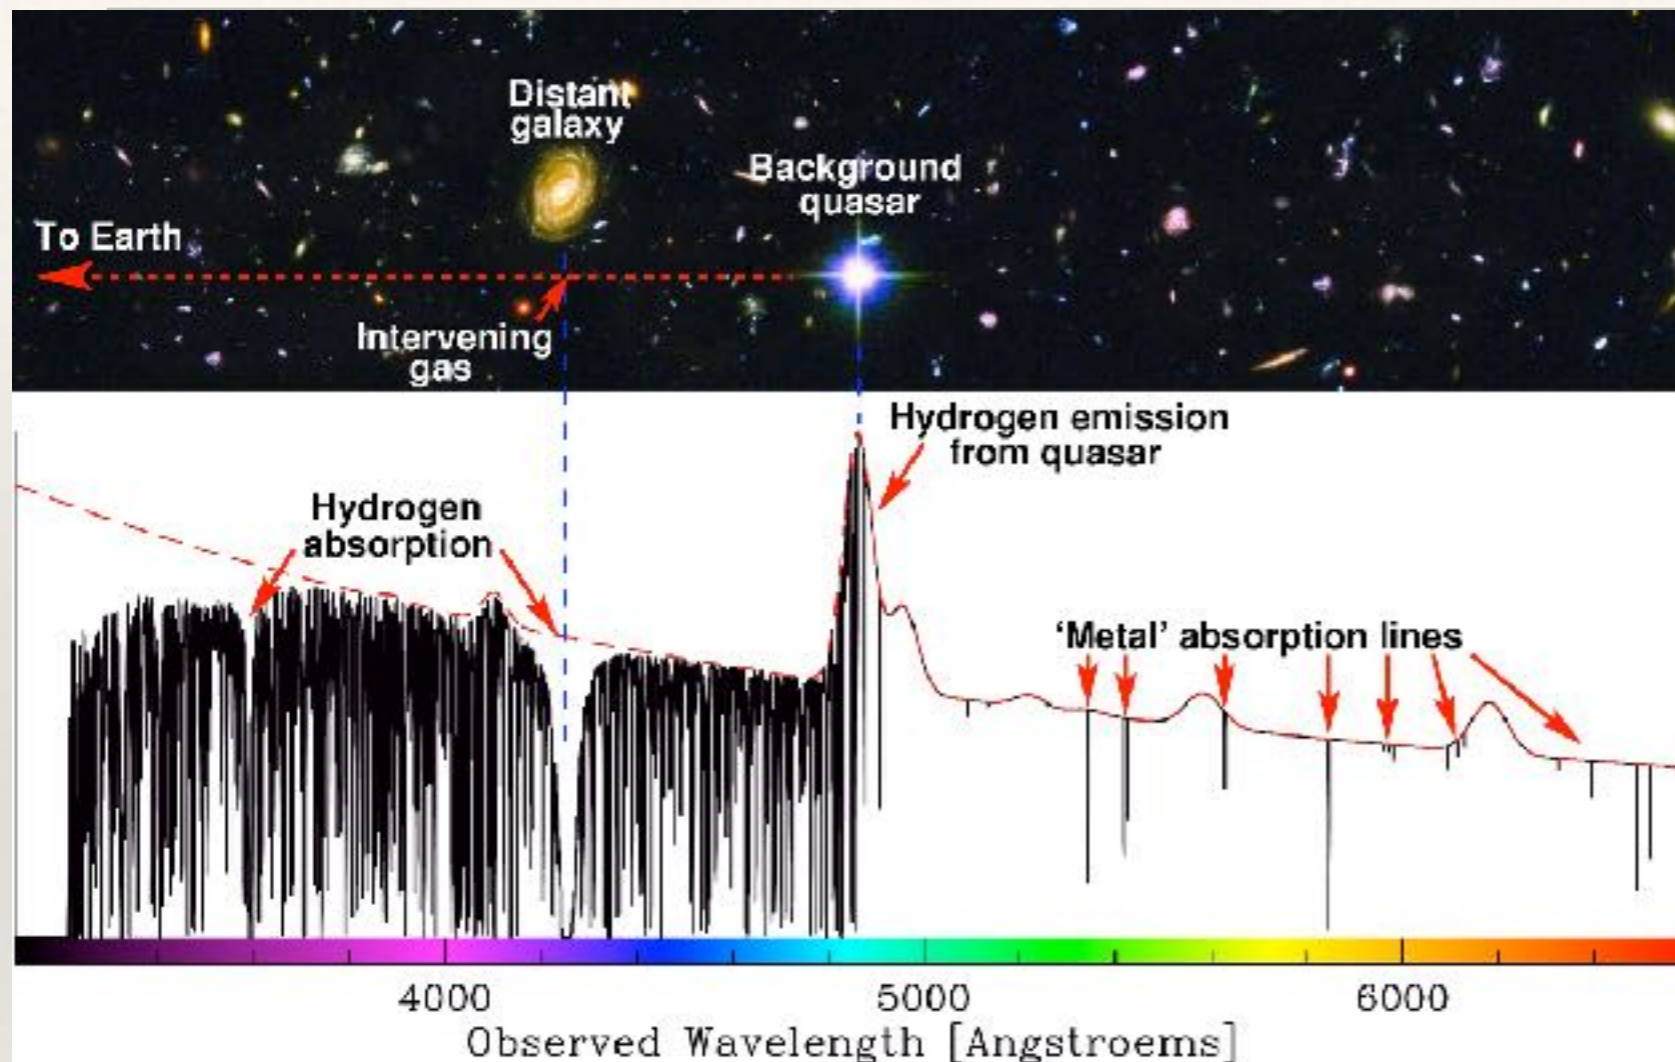 Distant
galaxy
Background
quasar
To Earth
Intervening
gas
Hydrogen emission
from quasar
Hydrogen
absorption
‘Metal’ absorption lines
4000 5000 6000
Observed Wavelength [Angstroems]